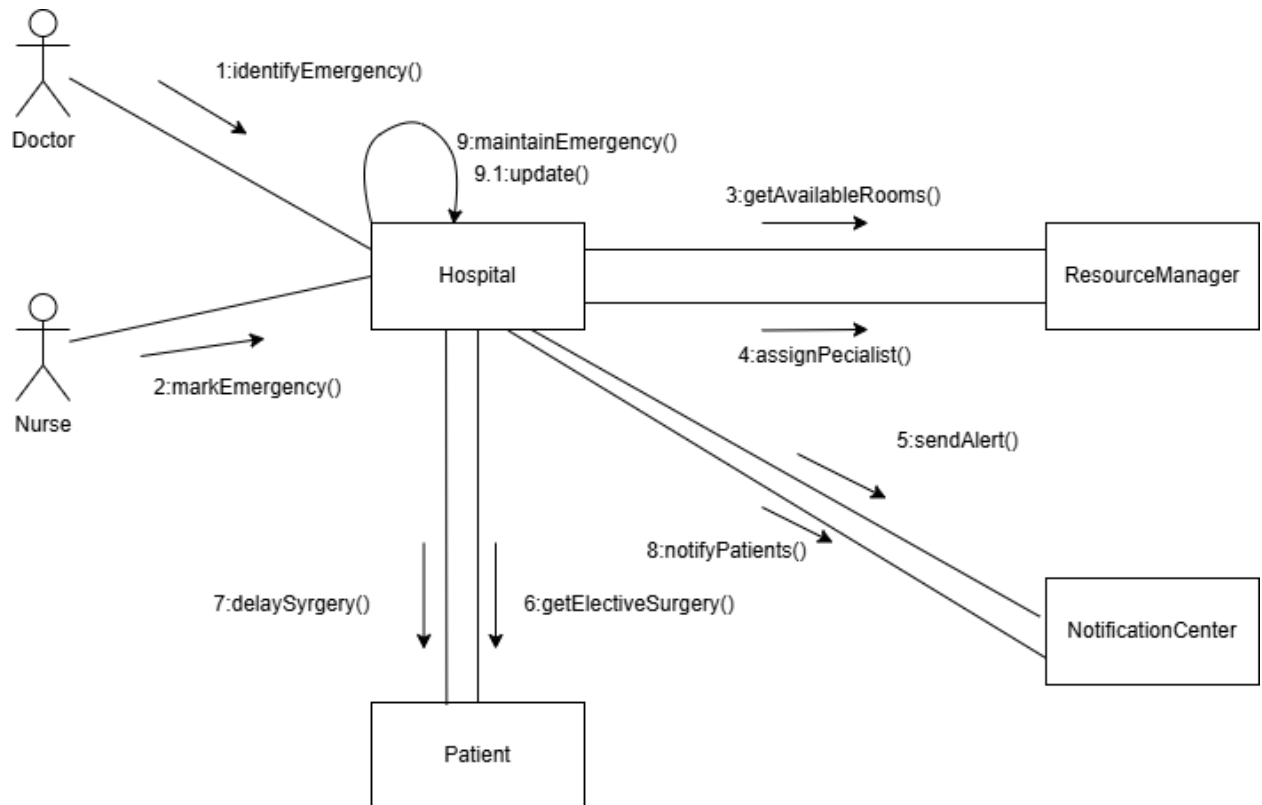 1:identifyEmergency()
Doctor
9:maintainEmergency()
9.1:update()
3:getAvailableRooms()
Hospital
ResourceManager
4:assignPecialist()
2:markEmergency()
Nurse
5:sendAlert()
8:notifyPatients()
7:delaySyrgery()
6:getElectiveSurgery()
NotificationCenter
Patient